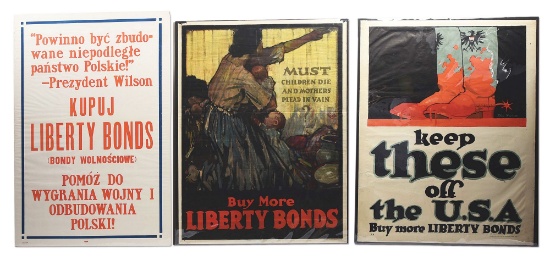 “Powinno być zbudo-
wane niepodległe
państwo Polskie!”
—Prezydent Wilson
KUPUJ
LIBERTY BONDS
(BONDY WOLNOŚCIOWE)
POMÓŻ DO
WYGRANIA WOJNY I
ODBUDOWANIA
POLSKI!
MUST
CHILDREN DIE
AND MOTHERS
PLEAD IN VAIN
Buy More
LIBERTY BONDS
keep
these
off
the U.S.A
Buy more LIBERTY BONDS